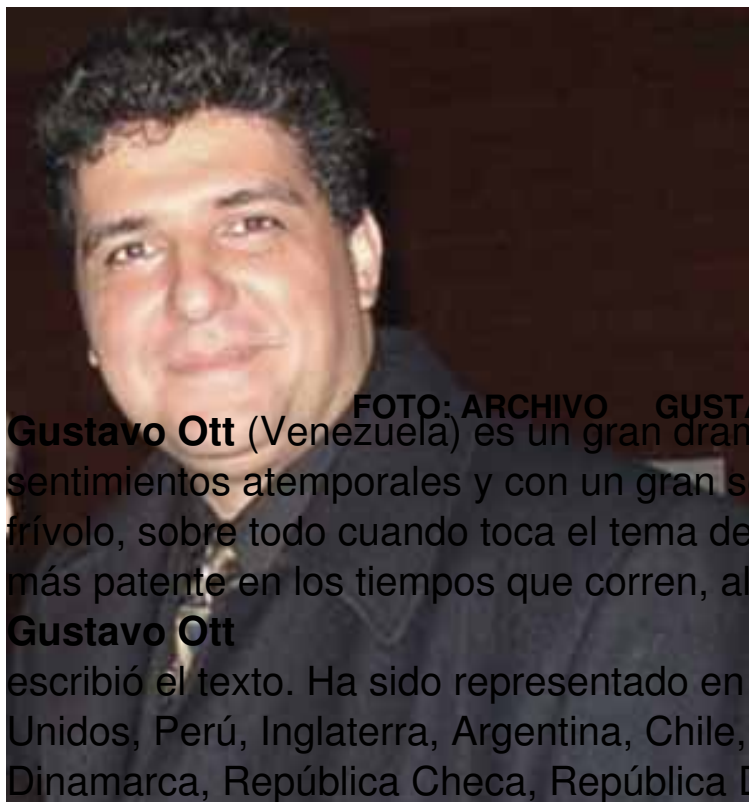 FOTO: ARCHIVO GUST
Gustavo Ott (Venezuela) es un gran
sentimientos atemporales y con un gran
frívolo, sobre todo cuando toca el tema de
más patente en los tiempos que corren,
Gustavo Ott
escribió el texto. Ha sido representado en
Unidos, Perú, Inglaterra, Argentina, Chile,
Dinamarca, República Checa, República